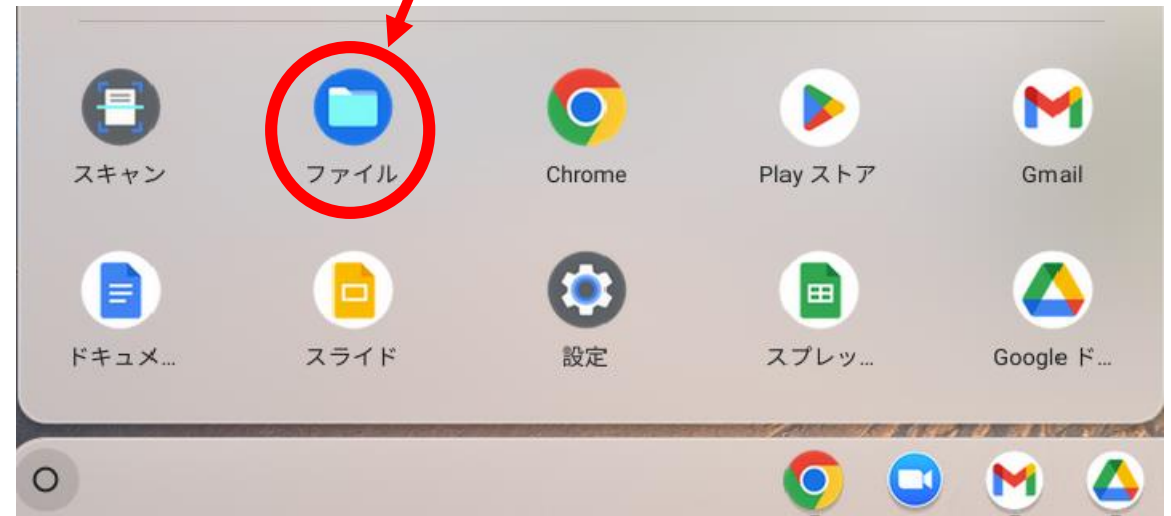 スキャン
ファイル
Chrome
Play ストア
Gmail
ドキュメ...
スライド
設定
スプレッ...
Google ド...